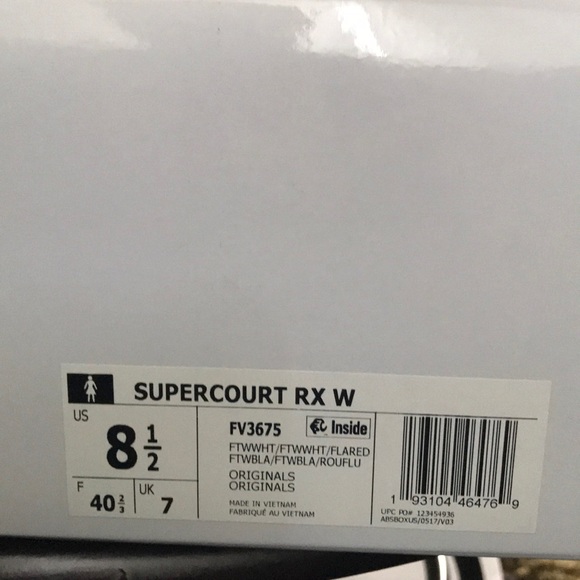 SUPERCOURT RX W
US
8 1/2
F
40 2/3
UK
7
FV3675
Inside
FTWWHT/FTWWHT/FLARED
FTWBLA/FTWBLA/ROUFLU
ORIGINALS
ORIGINALS
MADE IN VIETNAM
FABRIQUÉ AU VIETNAM
1 93104 46476 9
UPC PO# 123454936
ABSBOXUS/0517/V03